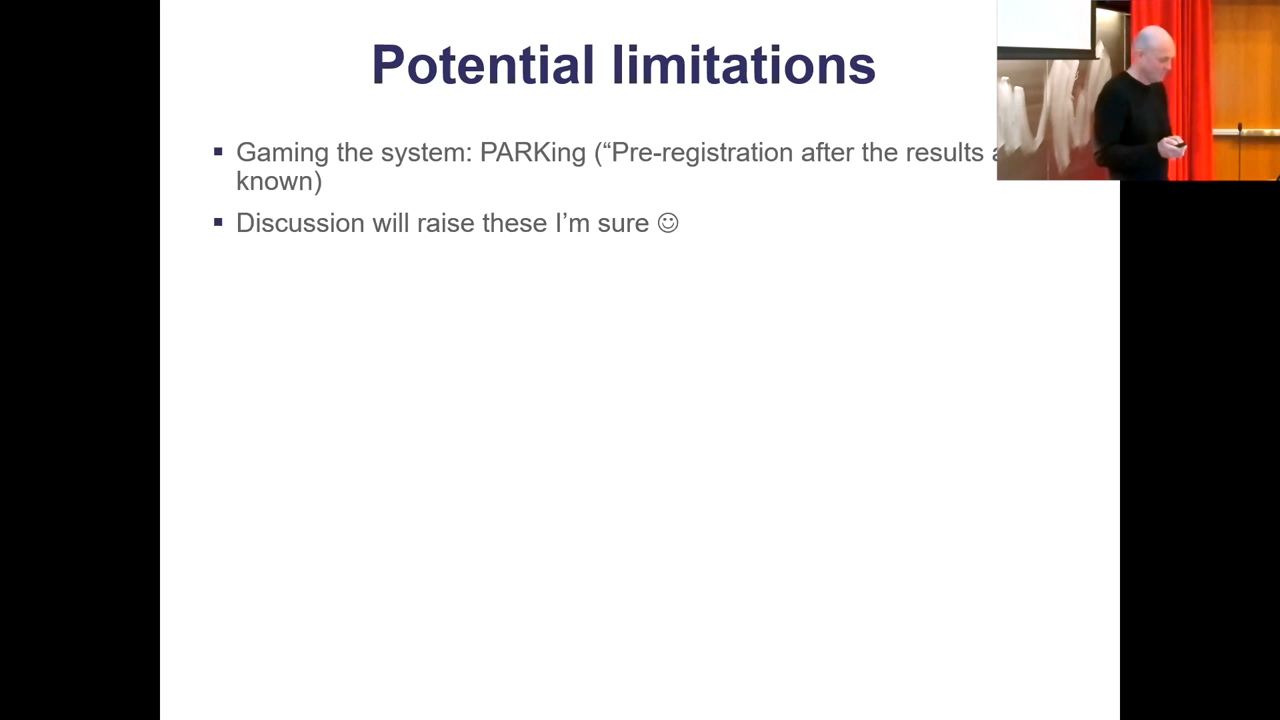 Potential limitations
▪ Gaming the system: PARKing (“Pre-registration after the results
known)
▪ Discussion will raise these I’m sure ☺